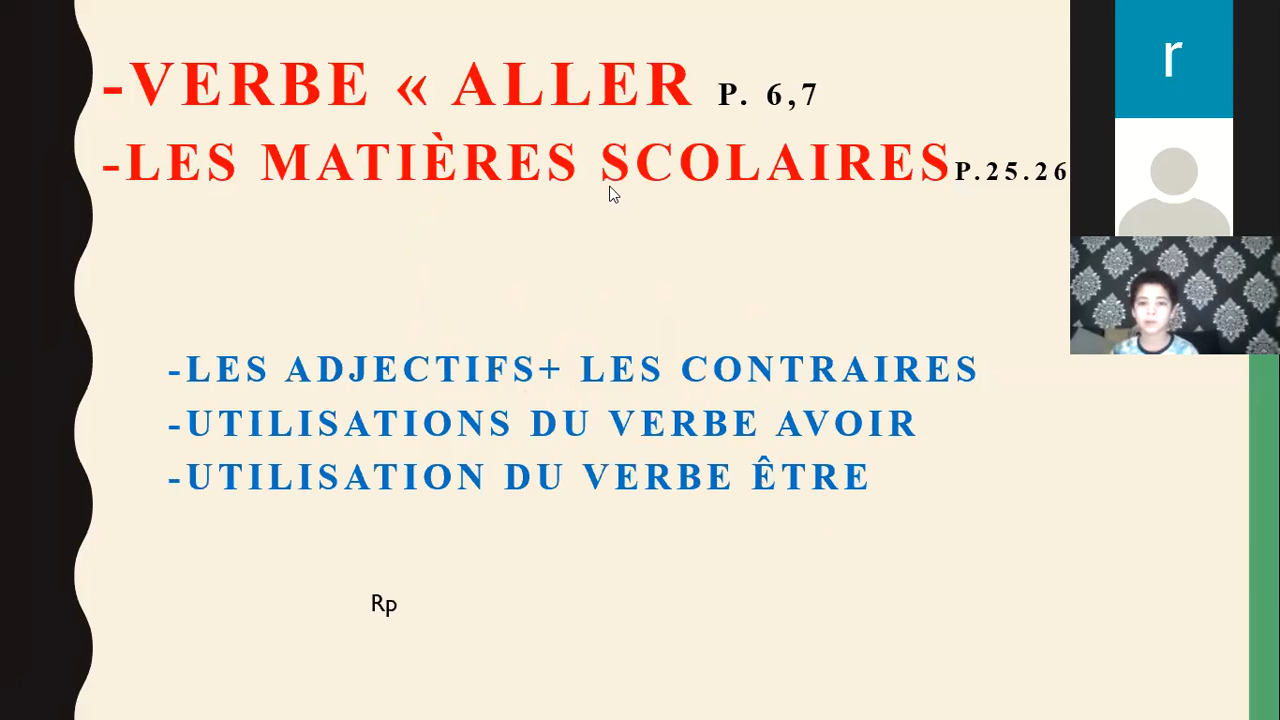 -VERBE « ALLER P. 6,7
-LES MATIÈRES SCOLAIRES P.25.26
-LES ADJECTIFS+ LES CONTRAIRES
-UTILISATIONS DU VERBE AVOIR
-UTILISATION DU VERBE ÊTRE
Rp
r